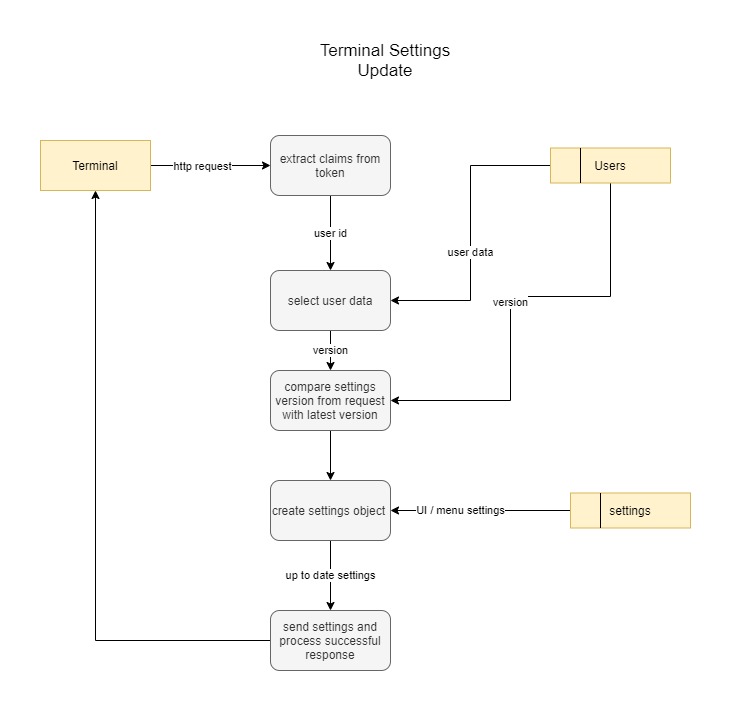 Terminal Settings
Update
Terminal
http request
extract claims from
token
Users
user id
user data
select user data
version
version
compare settings
version from request
with latest version
create settings object
UI / menu settings
settings
up to date settings
send settings and
process successful
response